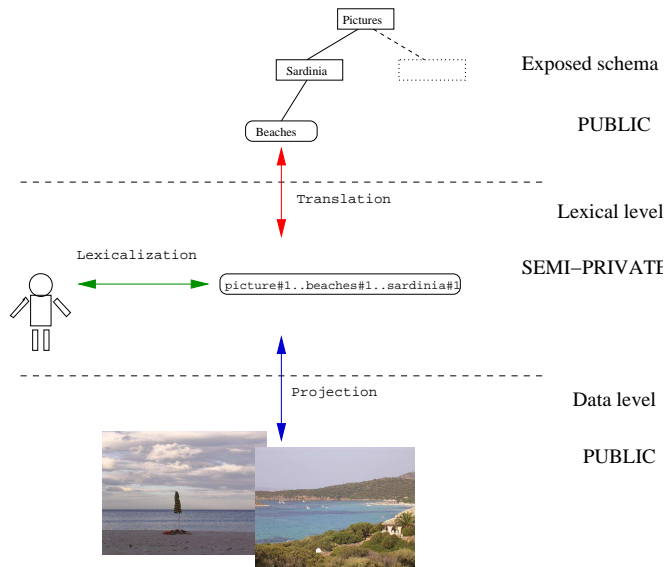 Pictures
Sardinia
Exposed schema
Beaches
PUBLIC
Translation
Lexical level
Lexicalization
SEMI–PRIVATE
picture#1..beaches#1..sardinia#1
Projection
Data level
PUBLIC